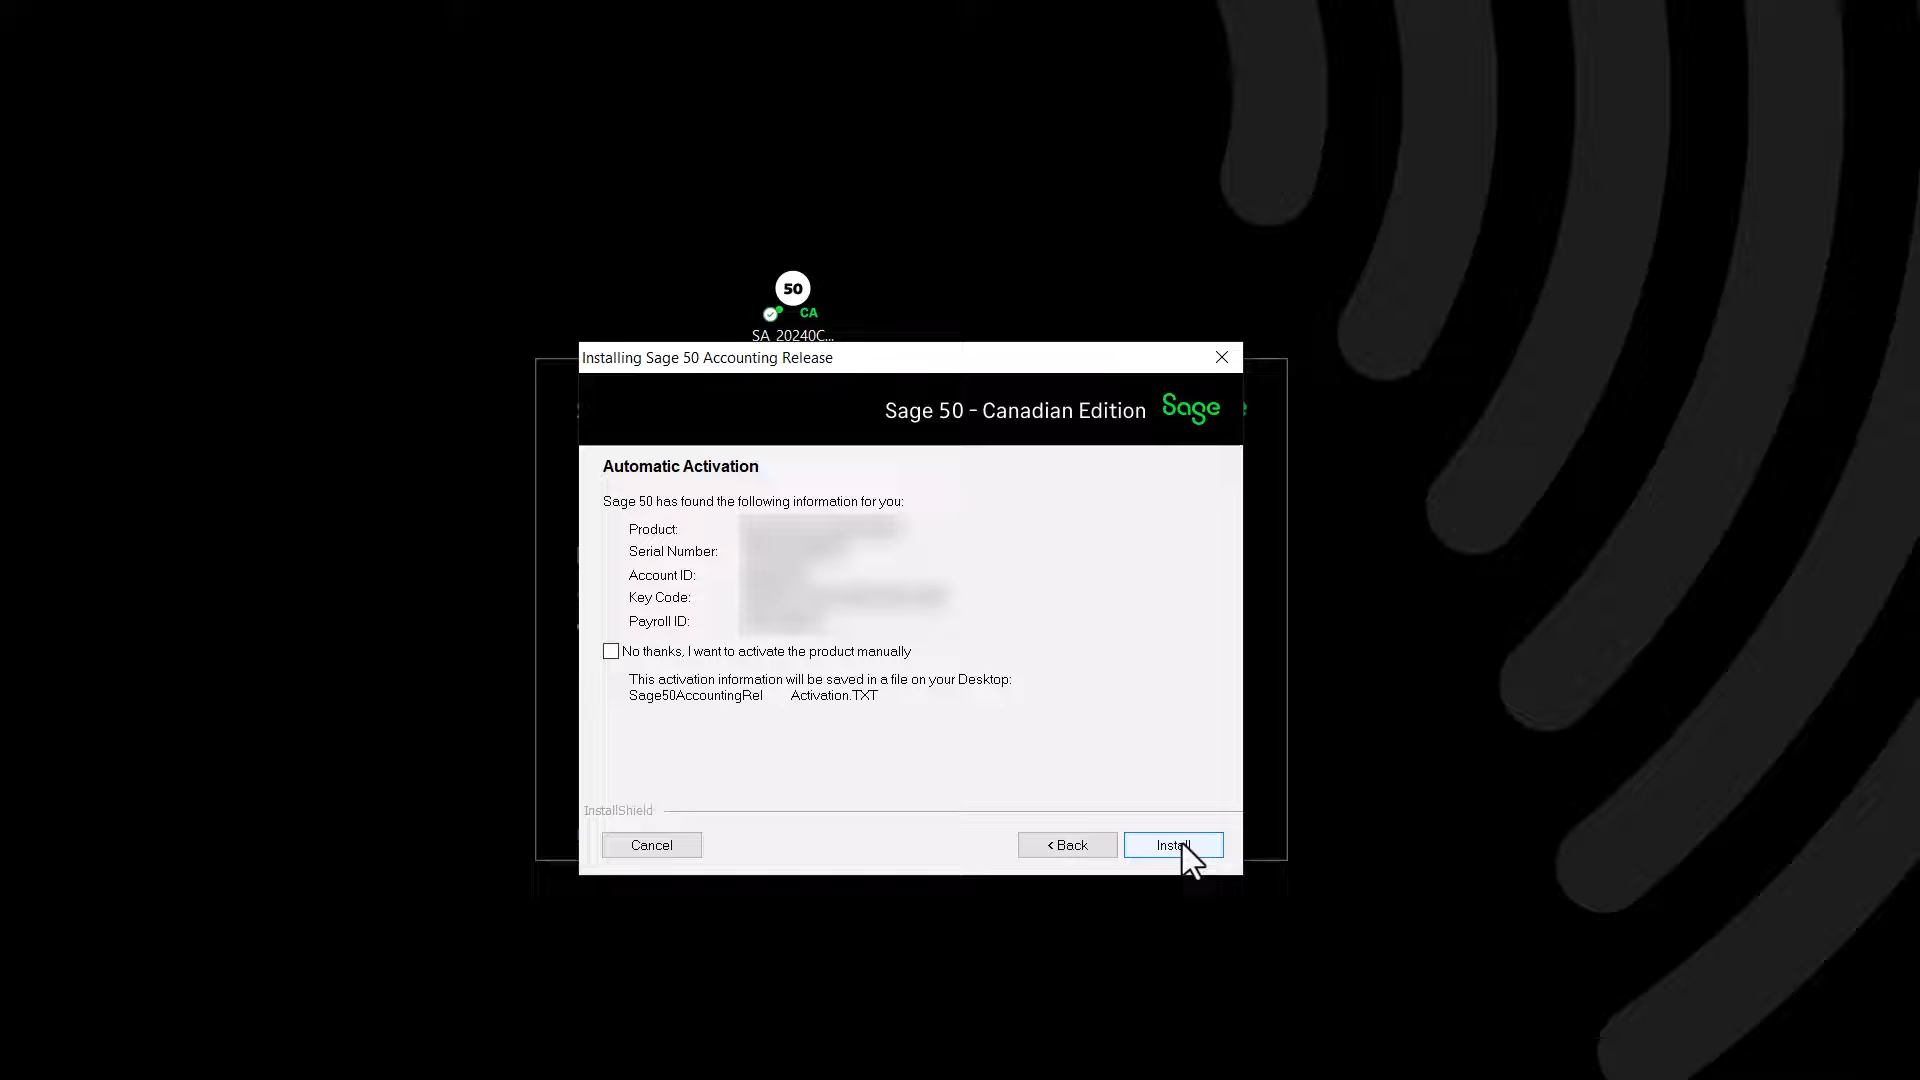 50
CA
SA_20240C...
Installing Sage 50 Accounting Release
Sage 50 - Canadian Edition Sage
Automatic Activation
Sage 50 has found the following information for you:
Product:
Serial Number:
Account ID:
Key Code:
Payroll ID:
No thanks, I want to activate the product manually
This activation information will be saved in a file on your Desktop:
Sage50AccountingRel Activation.TXT
InstallShield
Cancel < Back Install